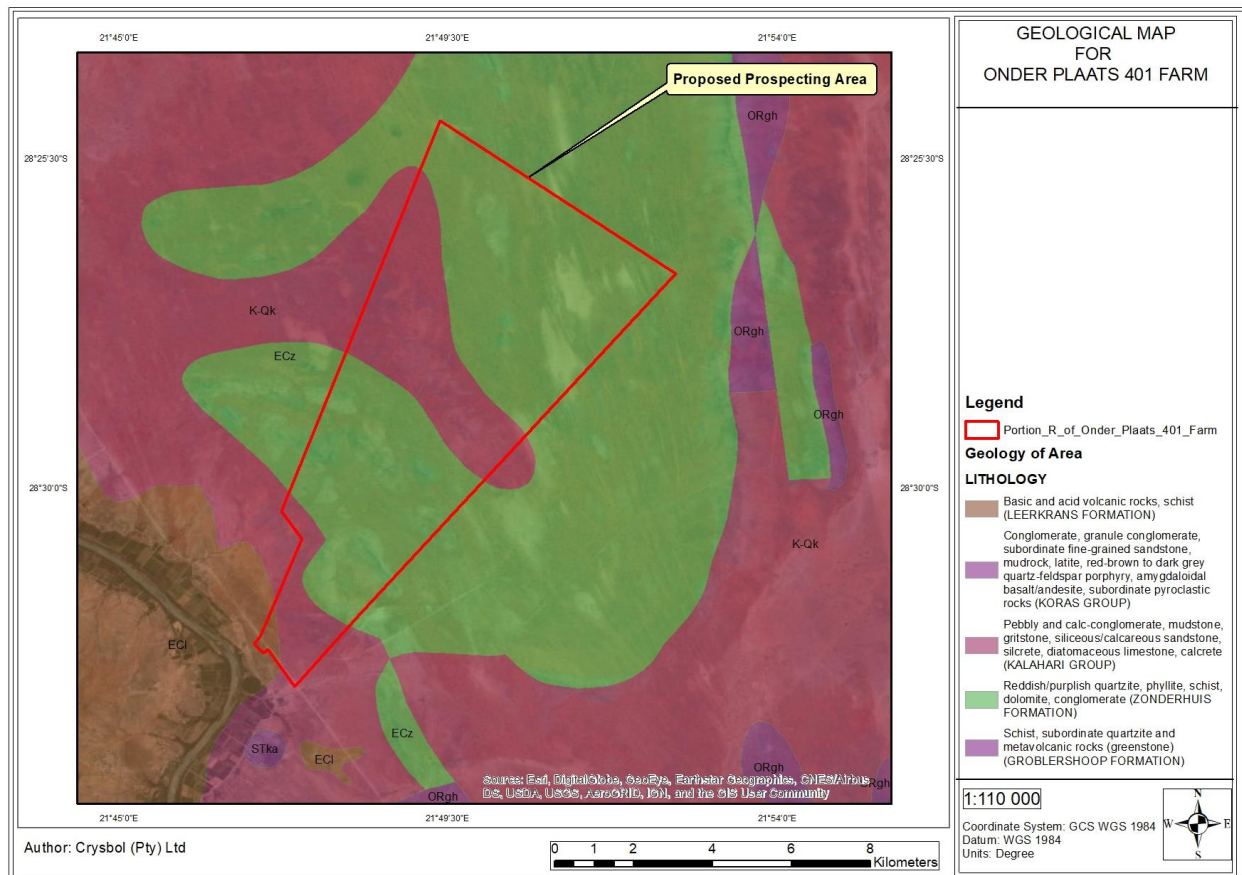 21°45'0"E
21°49'30"E
21°54'0"E
Proposed Prospecting Area
ORgh
28°25'30"S
28°25'30"S
K-Qk
ORgh
ECz
ORgh
28°30'0"S
28°30'0"S
K-Qk
ECl
ECz
STka
ECl
ORgh
ORgh
ORgh
Source: Esri, DigitalGlobe, GeoEye, Earthstar Geographics, CNES/Airbus
DS, USDA, USGS, AeroGRID, IGN, and the GIS User Community
21°45'0"E
21°49'30"E
21°54'0"E
Author: Crysbol (Pty) Ltd
0 1 2 4 6 8
Kilometers
GEOLOGICAL MAP
FOR
ONDER PLAATS 401 FARM
Legend
Portion_R_of_Onder_Plaats_401_Farm
Geology of Area
LITHOLOGY
Basic and acid volcanic rocks, schist
(LEERKRANS FORMATION)
Conglomerate, granule conglomerate,
subordinate fine-grained sandstone,
mudrock, latite, red-brown to dark grey
quartz-feldspar porphyry, amygdaloidal
basalt/andesite, subordinate pyroclastic
rocks (KORAS GROUP)
Pebbly and calc-conglomerate, mudstone,
gritstone, siliceous/calcareous sandstone,
silcrete, diatomaceous limestone, calcrete
(KALAHARI GROUP)
Reddish/purplish quartzite, phyllite, schist,
dolomite, conglomerate (ZONDERHUIS
FORMATION)
Schist, subordinate quartzite and
metavolcanic rocks (greenstone)
(GROBLERSHOOP FORMATION)
1:110 000
Coordinate System: GCS WGS 1984
Datum: WGS 1984
Units: Degree
N
W E
S